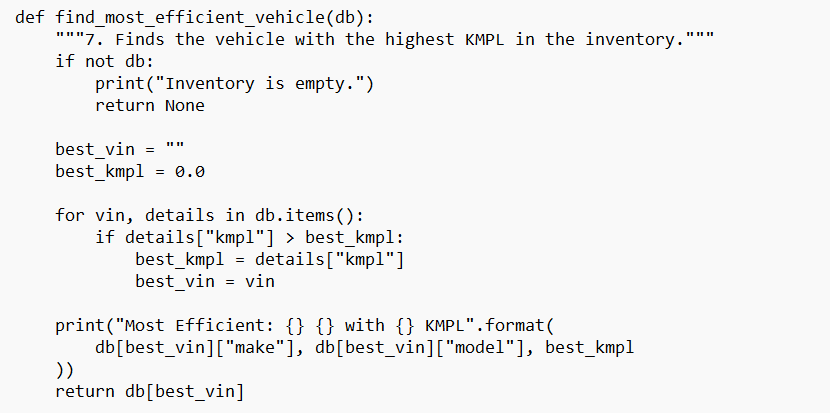 def find_most_efficient_vehicle(db):
    """7. Finds the vehicle with the highest KMPL in the inventory."""
    if not db:
        print("Inventory is empty.")
        return None

    best_vin = ""
    best_kmpl = 0.0

    for vin, details in db.items():
        if details["kmpl"] > best_kmpl:
            best_kmpl = details["kmpl"]
            best_vin = vin

    print("Most Efficient: {} {} with {} KMPL".format(
        db[best_vin]["make"], db[best_vin]["model"], best_kmpl
    ))
    return db[best_vin]